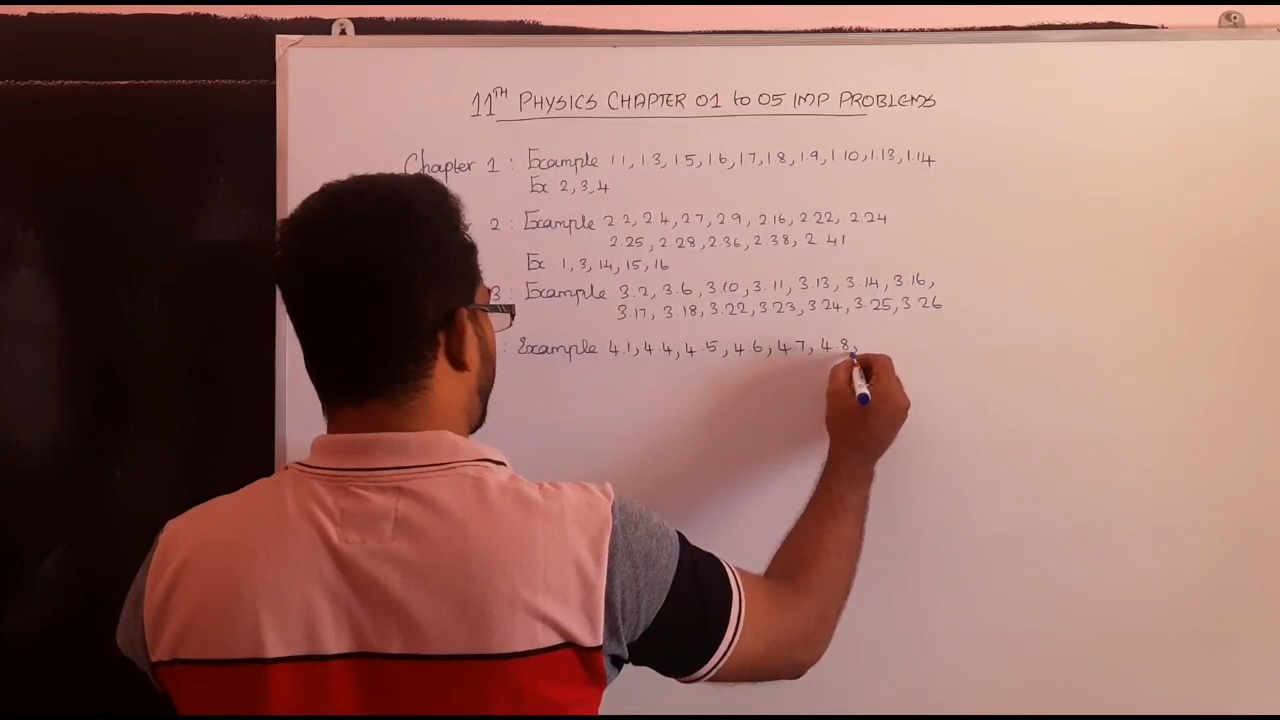 11TH PHYSICS CHAPTER 01 to 05 IMP PROBLEMS
Chapter 1 : Example 1 1, 1 3, 1 5, 1 6, 1 7, 1 8, 1.9, 1.10, 1.13, 1.14
Ex 2, 3, 4
2 : Example 2 2, 2 4, 2.7, 2 9, 2.16, 2 22, 2.24
2.25, 2 28, 2.36, 2.38, 2.41
Ex 1, 3, 14, 15, 16
3 : Example 3.2, 3.6, 3.10, 3.11, 3.13, 3.14, 3.16,
3.17, 3.18, 3.22, 3 23, 3 24, 3.25, 3 26
: Example 4.1, 4.4, 4.5, 4.6, 4 7, 4.8,